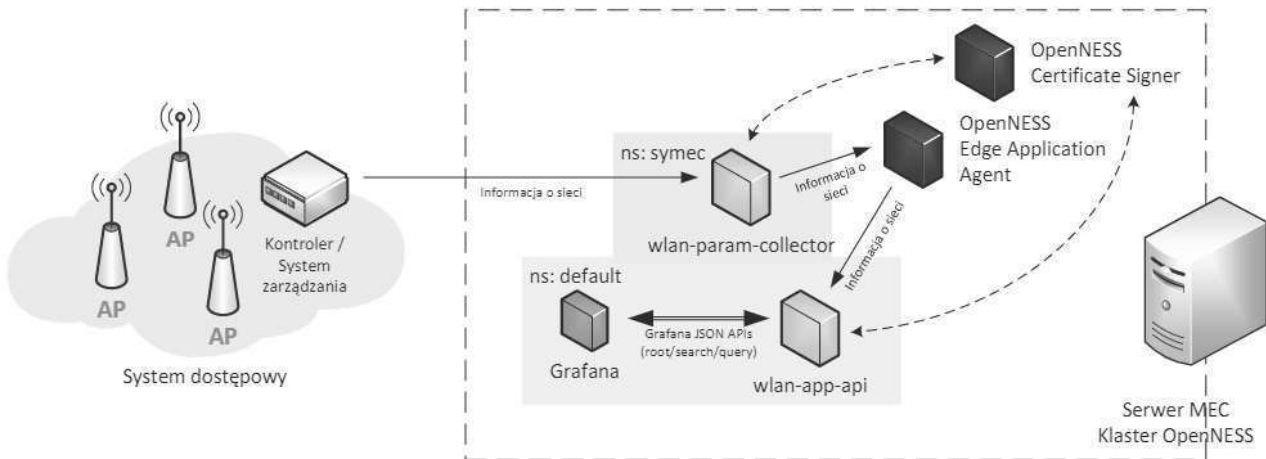 OpenNESS
Certificate Signer
OpenNESS
Edge Application
Agent
ns: symec
Informacja o sieci
Informacja o
sieci
wlan-param-collector
Informacja o sieci
AP
AP
AP
Kontroler /
System
zarządzania
System dostępowy
ns: default
Grafana JSON APIs
(root/search/query)
Grafana
wlan-app-api
Serwer MEC
Klaster OpenNESS